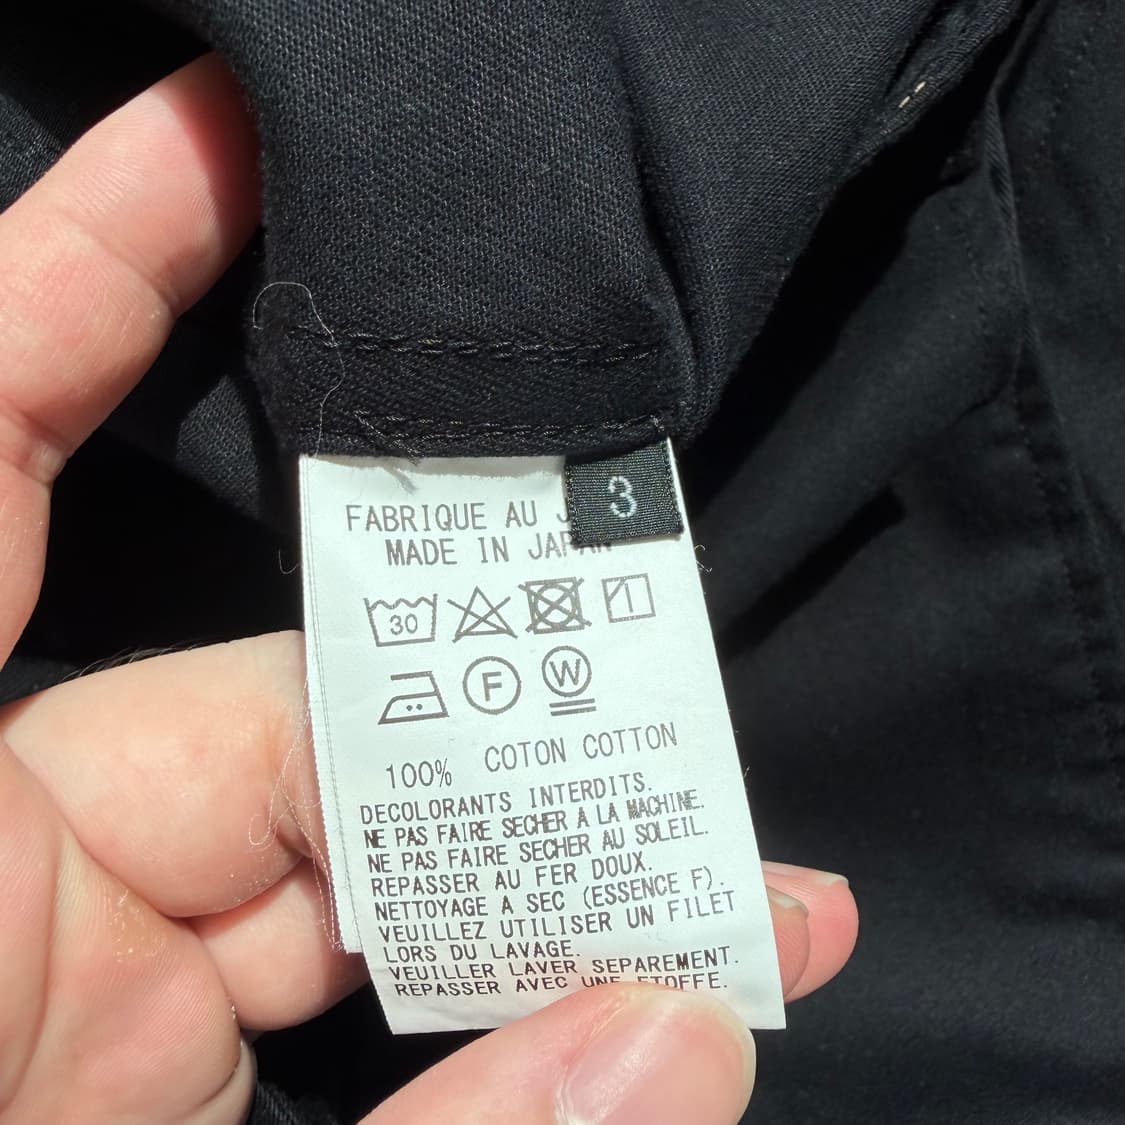 3
FABRIQUE AU
MADE IN JAPAN
30
F
W
100% COTON COTTON
DECOLORANTS INTERDITS.
NE PAS FAIRE SECHER A LA MACHINE.
NE PAS FAIRE SECHER AU SOLEIL.
REPASSER AU FER DOUX.
NETTOYAGE A SEC (ESSENCE F).
VEUILLEZ UTILISER UN FILET
LORS DU LAVAGE.
VEUILLER LAVER SEPAREMENT.
REPASSER AVEC UNE ETOFFE.